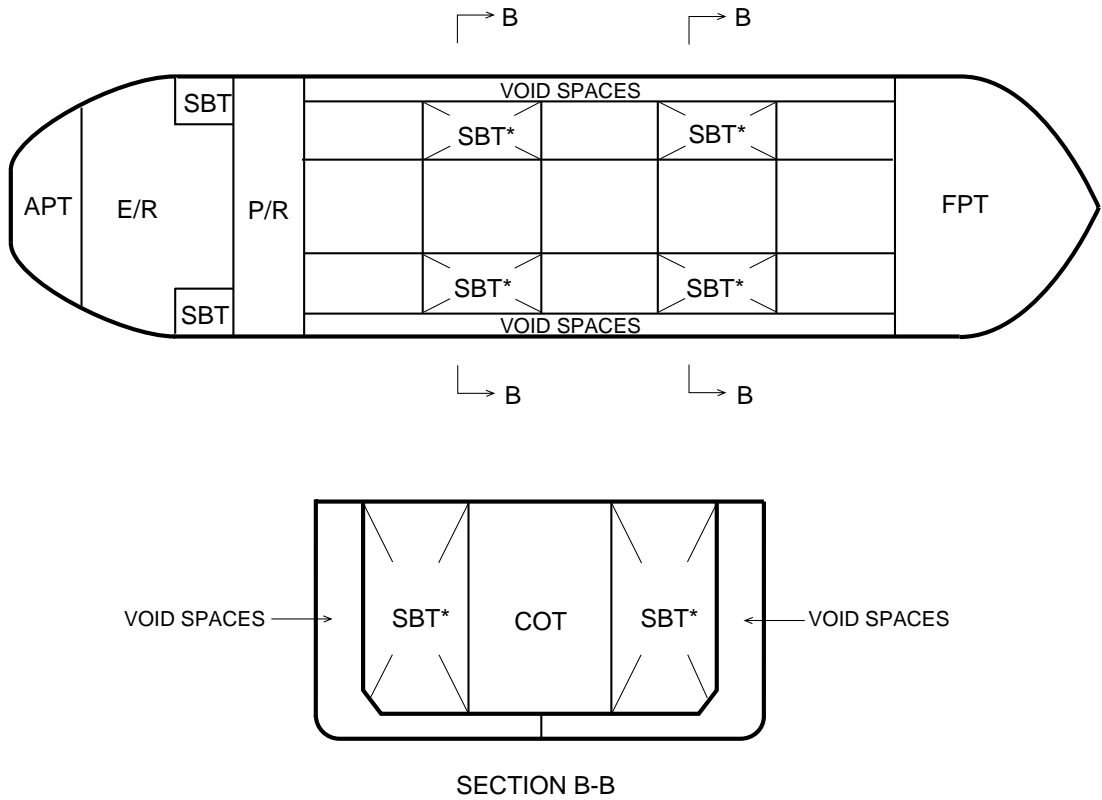 B B
SBT
VOID SPACES
SBT* SBT*
APT E/R P/R FPT
SBT* SBT*
SBT
VOID SPACES
B B
VOID SPACES SBT* COT SBT* VOID SPACES
SECTION B-B